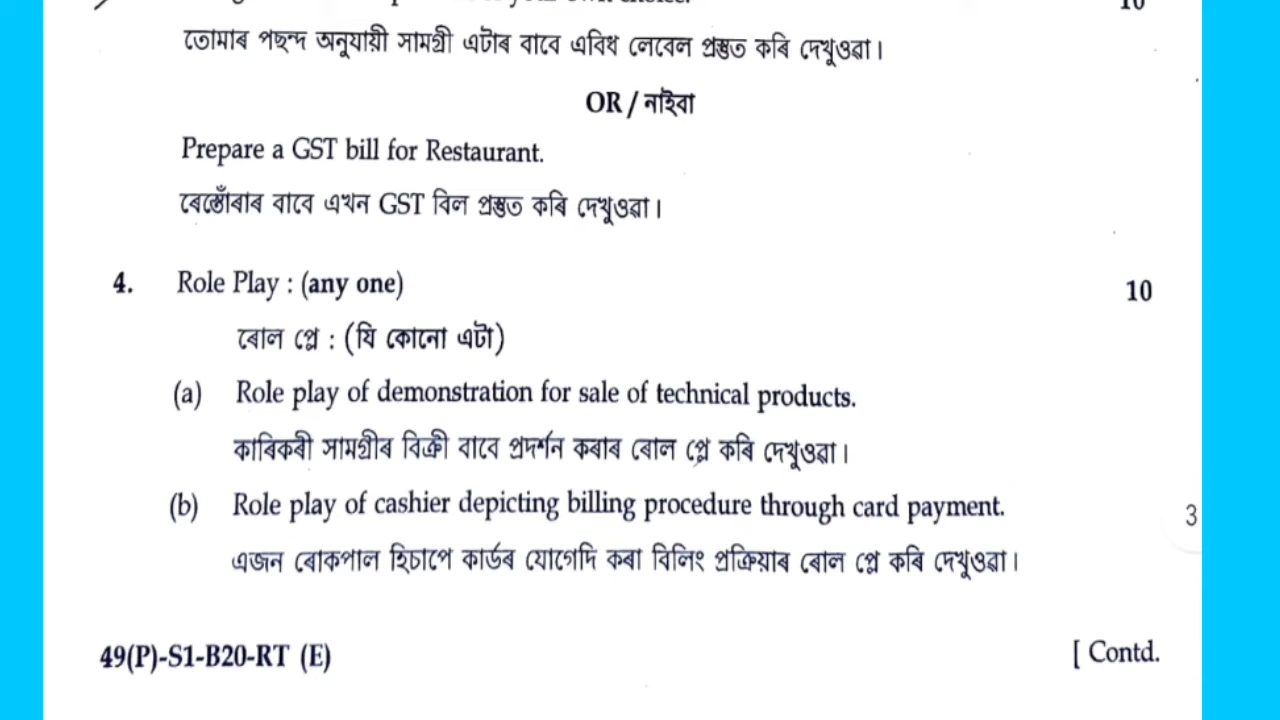 তোমাৰ পছন্দ অনুযায়ী সামগ্ৰী এটাৰ বাবে এবিধ লেবেল প্ৰস্তুত কৰি দেখুওৱা।
OR / নাইবা
Prepare a GST bill for Restaurant.
ৰেস্তোঁৰাৰ বাবে এখন GST বিল প্ৰস্তুত কৰি দেখুওৱা।
4. Role Play : (any one) 10
ৰোল প্লে : (যি কোনো এটা)
(a) Role play of demonstration for sale of technical products.
কাৰিকৰী সামগ্ৰীৰ বিক্ৰী বাবে প্ৰদৰ্শন কৰাৰ ৰোল প্লে কৰি দেখুওৱা।
(b) Role play of cashier depicting billing procedure through card payment.
3
এজন ৰোকপাল হিচাপে কাৰ্ডৰ যোগেদি কৰা বিলিং প্ৰক্ৰিয়াৰ ৰোল প্লে কৰি দেখুওৱা।
49(P)-S1-B20-RT (E) [ Contd.